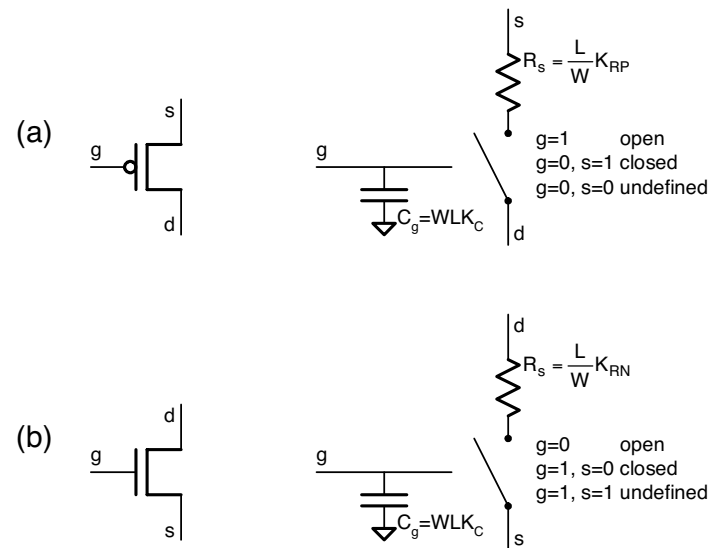 s
R_s = L/W K_RP
s
(a)
g
g
g=1 open
g=0, s=1 closed
g=0, s=0 undefined
d
C_g=WLK_C
d
d
R_s = L/W K_RN
d
(b)
g
g
g=0 open
g=1, s=0 closed
g=1, s=1 undefined
s
C_g=WLK_C
s